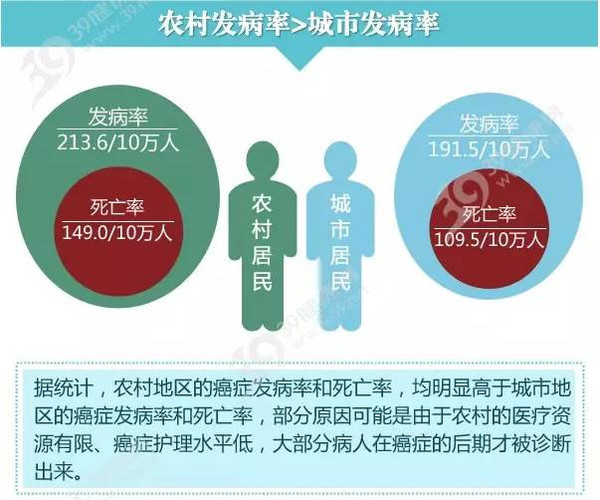 农村发病率>城市发病率
发病率
213.6/10万人
死亡率
149.0/10万人
农村居民
城市居民
发病率
191.5/10万人
死亡率
109.5/10万人
据统计，农村地区的癌症发病率和死亡率，均明显高于城市地
区的癌症发病率和死亡率，部分原因可能是由于农村的医疗资
源有限、癌症护理水平低，大部分病人在癌症的后期才被诊断
出来。